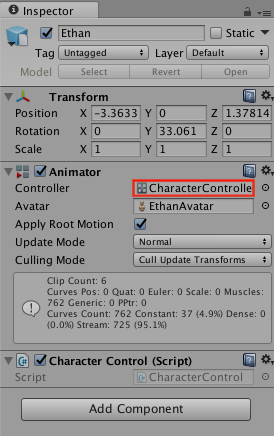 Inspector
Ethan Static
Tag Untagged Layer Default
Model Select Revert Open
Transform
Position X -3.3633 Y 0 Z 1.37814
Rotation X 0 Y 33.061 Z 0
Scale X 1 Y 1 Z 1
Animator
Controller CharacterControlle
Avatar EthanAvatar
Apply Root Motion
Update Mode Normal
Culling Mode Cull Update Transforms
Clip Count: 6
Curves Pos: 0 Quat: 0 Euler: 0 Scale: 0 Muscles:
762 Generic: 0 PPtr: 0
Curves Count: 762 Constant: 37 (4.9%) Dense: 0
(0.0%) Stream: 725 (95.1%)
Character Control (Script)
Script CharacterControl
Add Component